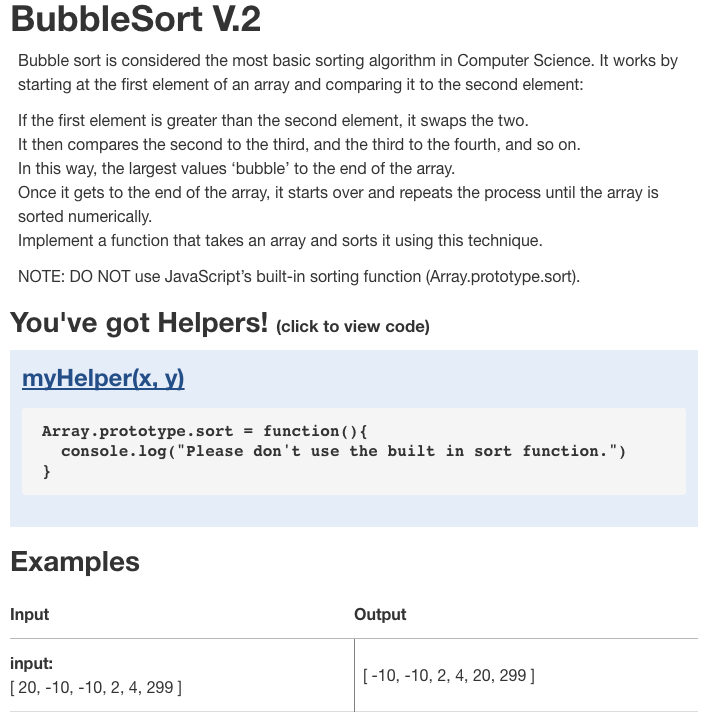 BubbleSort V.2
Bubble sort is considered the most basic sorting algorithm in Computer Science. It works by
starting at the first element of an array and comparing it to the second element:
If the first element is greater than the second element, it swaps the two.
It then compares the second to the third, and the third to the fourth, and so on.
In this way, the largest values ‘bubble’ to the end of the array.
Once it gets to the end of the array, it starts over and repeats the process until the array is
sorted numerically.
Implement a function that takes an array and sorts it using this technique.
NOTE: DO NOT use JavaScript’s built-in sorting function (Array.prototype.sort).
You've got Helpers! (click to view code)
myHelper(x, y)
Array.prototype.sort = function(){
console.log("Please don't use the built in sort function.")
}
Examples
Input Output
input:
[ 20, -10, -10, 2, 4, 299 ] [ -10, -10, 2, 4, 20, 299 ]